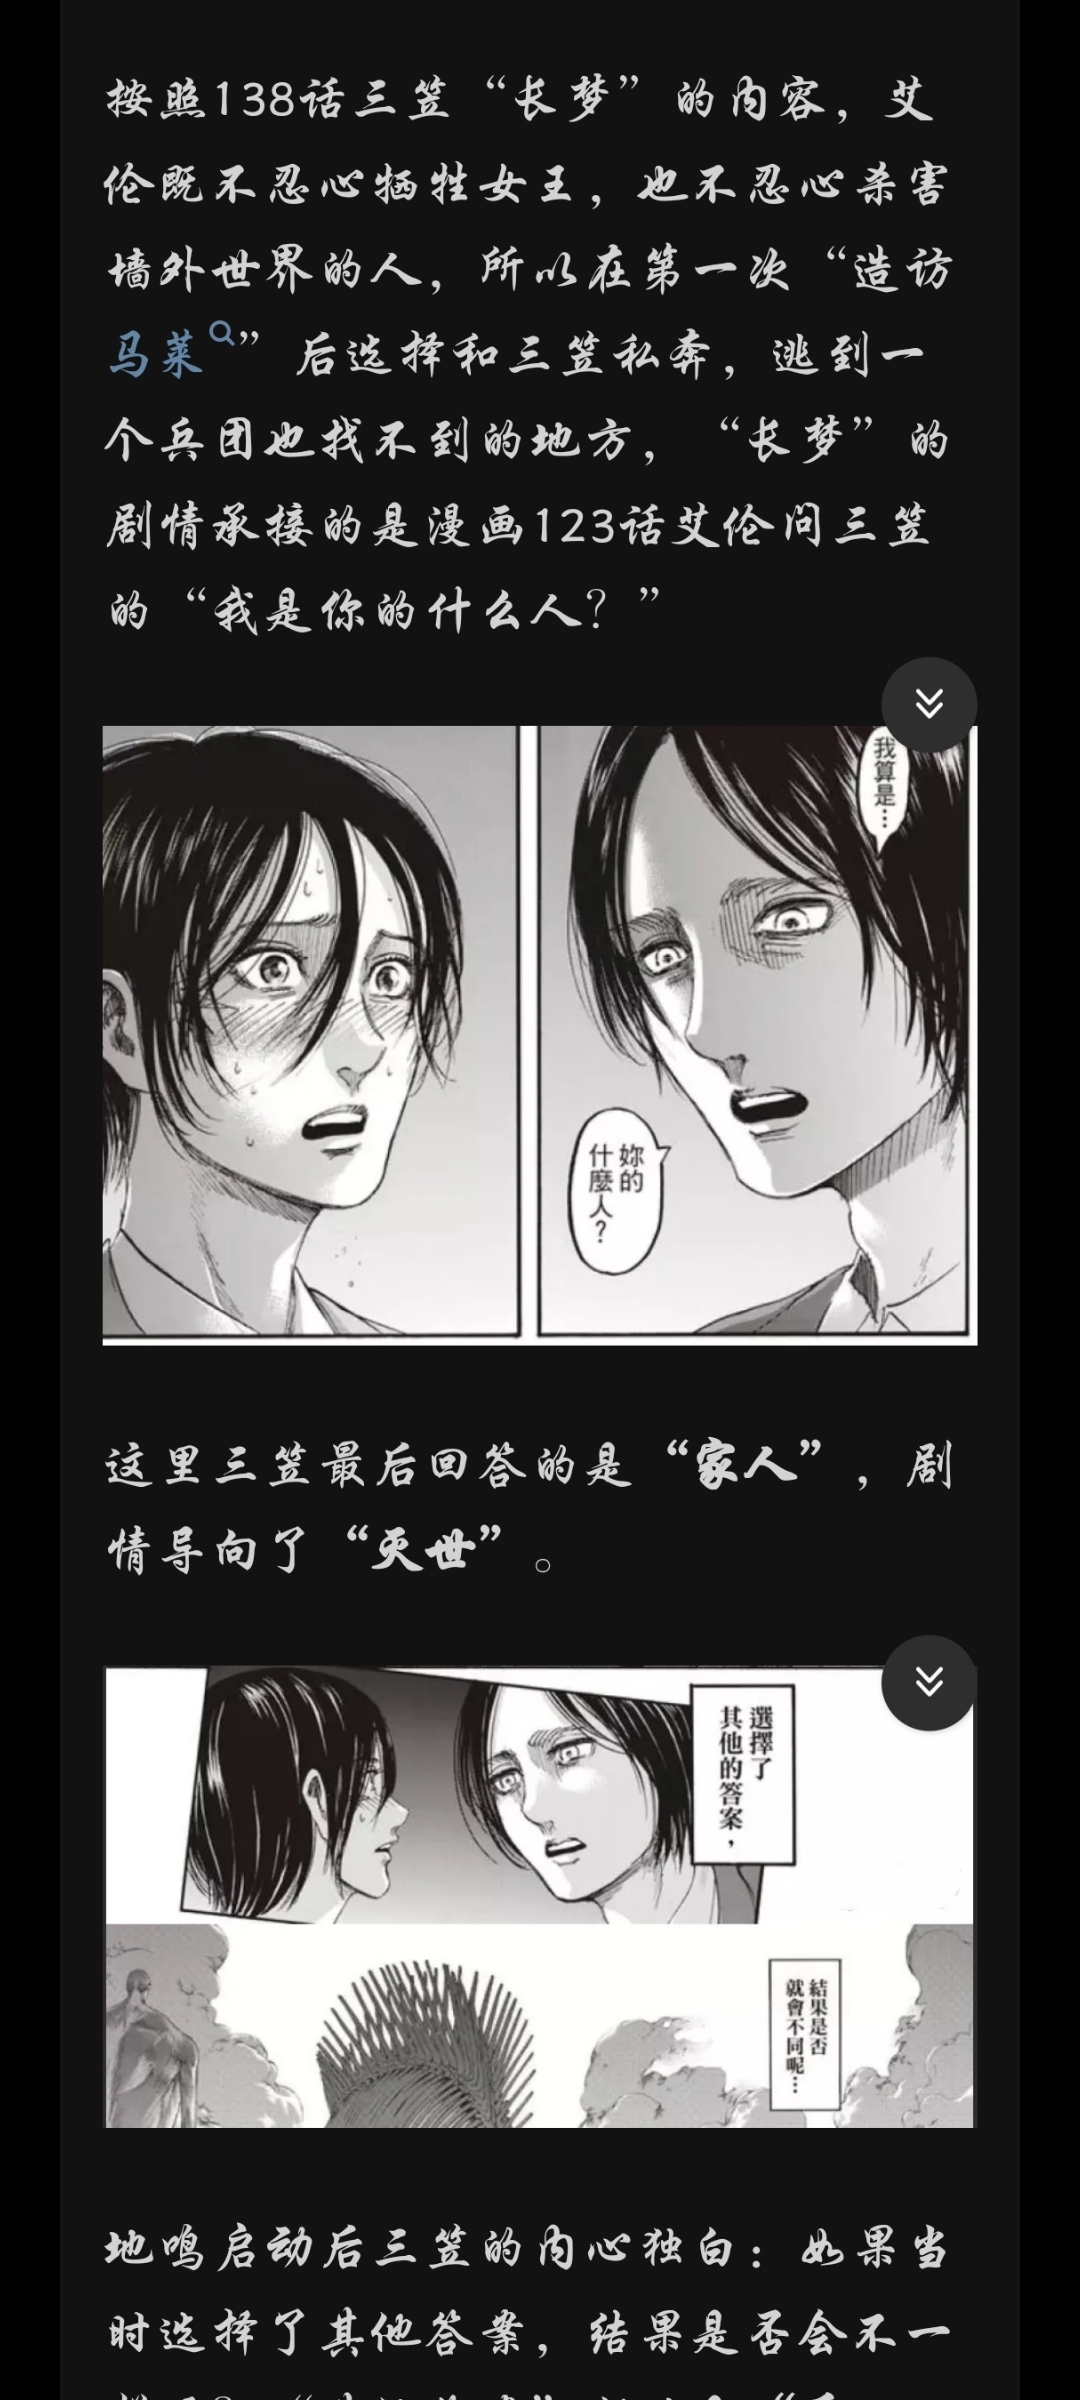 按照138话三笠“长梦”的内容，艾
伦既不忍心牺牲女王，也不忍心杀害
墙外世界的人，所以在第一次“造访
马莱”后选择和三笠私奔，逃到一
个兵团也找不到的地方，“长梦”的
剧情承接的是漫画123话艾伦问三笠
的“我是你的什么人？”
我算是…
妳的
什麼人？
这里三笠最后回答的是“家人”，剧
情导向了“灭世”。
選擇了
其他的答案，
結果是否
就會不同呢…
地鸣启动后三笠的内心独白：如果当
时选择了其他答案，结果是否会不一